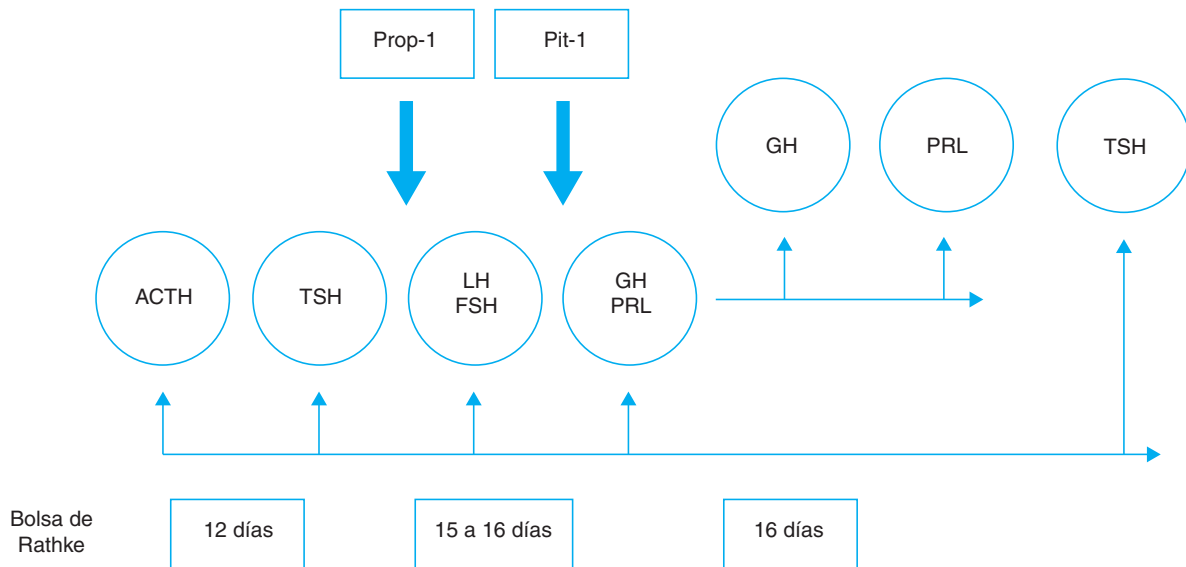 Prop-1
Pit-1
GH
PRL
TSH
ACTH
TSH
LH
FSH
GH
PRL
Bolsa de
Rathke
12 días
15 a 16 días
16 días